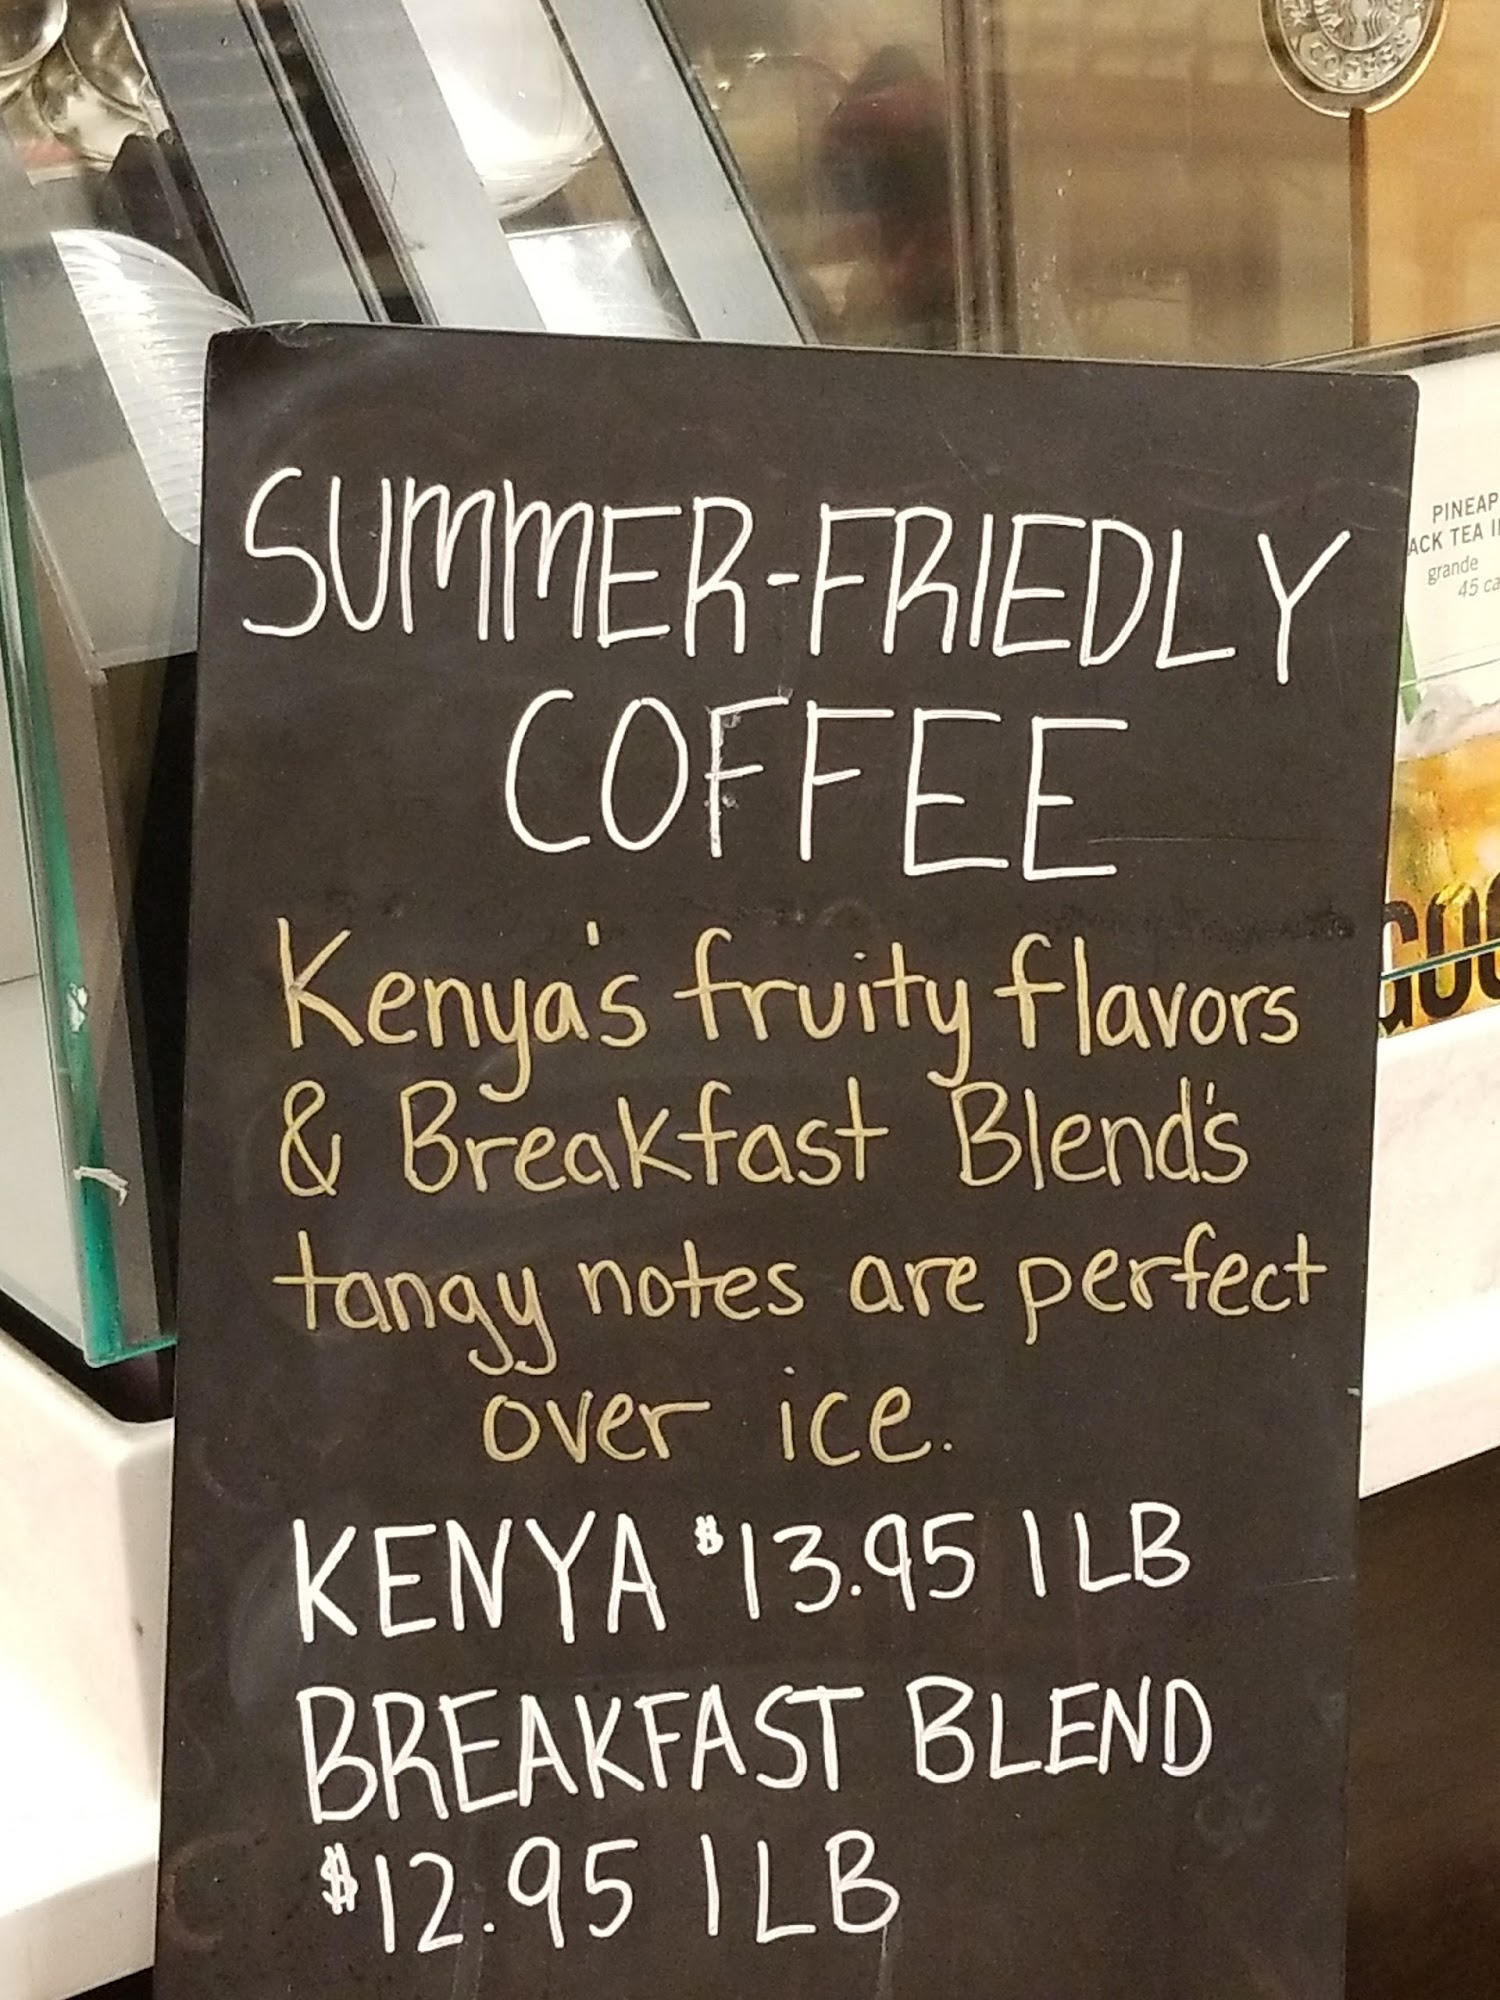 COFFEE
SUMMER-FRIEDLY
COFFEE
Kenya's fruity flavors
& Breakfast Blend's
tangy notes are perfect
over ice.
KENYA $13.95 1 LB
BREAKFAST BLEND
$12.95 1 LB
PINEAP
ACK TEA I
grande
45 ca